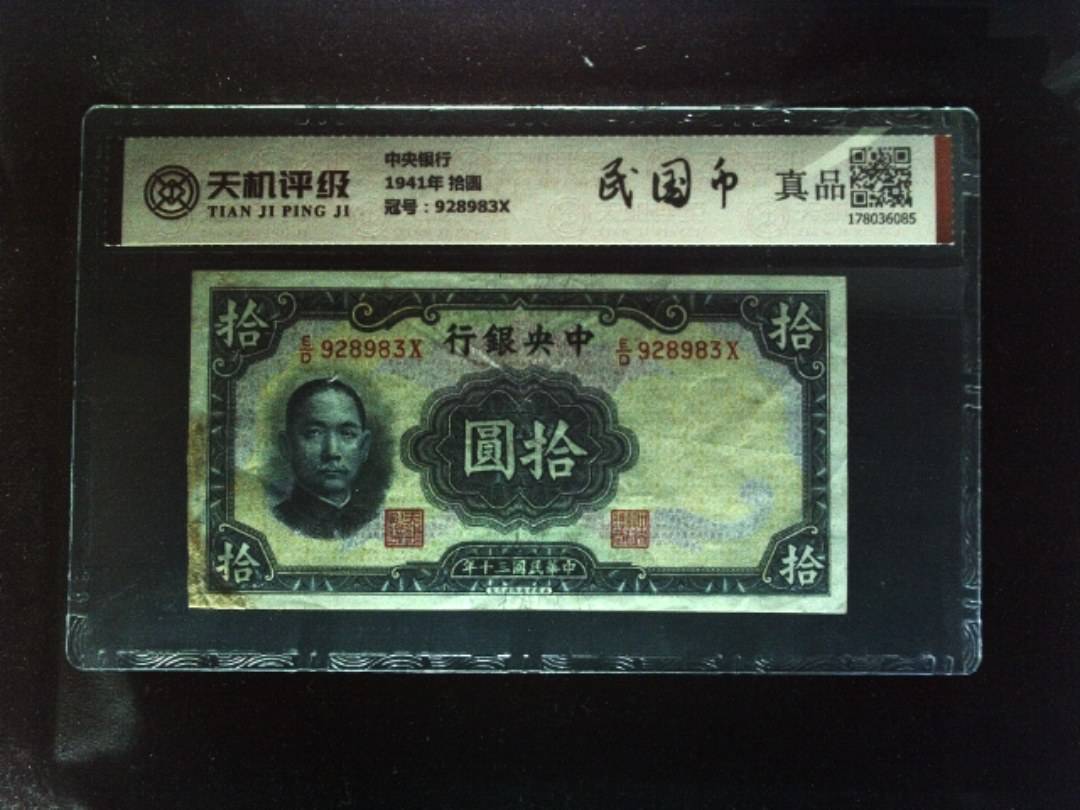 天机评级
TIAN JI PING JI
中央银行
1941年 拾圆
冠号：928983X
民国币
真品
178036085
拾
拾
E/D 928983X
行銀央中
E/D 928983X
圓拾
年十三國民華中
拾
拾